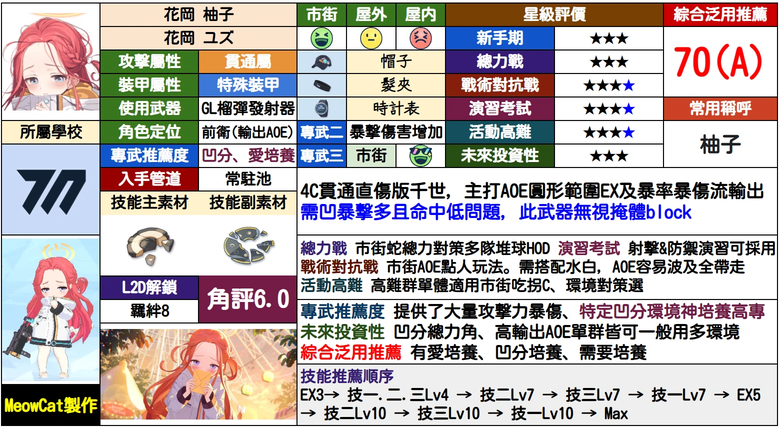 花岡 柚子 市街 屋外 屋内 星級評價 綜合泛用推薦
花岡 ユズ 新手期 ★★★ 70(A)
攻擊屬性 貫通屬 帽子 總力戰 ★★★
裝甲屬性 特殊裝甲 髮夾 戰術對抗戰 ★★★★
使用武器 GL榴彈發射器 時計表 演習考試 ★★★★ 常用稱呼
所屬學校 角色定位 前衛(輸出AOE) 專武二 暴擊傷害增加 活動高難 ★★★★ 柚子
專武推薦度 凹分、愛培養 專武三 市街 未來投資性 ★★★
入手管道 常駐池
技能主素材 技能副素材
4C貫通直傷版千世, 主打AOE圓形範圍EX及暴率暴傷流輸出
需凹暴擊多且命中低問題, 此武器無視掩體block
總力戰 市街蛇總力對策多隊堆球HOD 演習考試 射擊&防禦演習可採用
戰術對抗戰 市街AOE點人玩法。需搭配水白, AOE容易波及全帶走
活動高難 高難群單體適用市街吃拐C、環境對策選
L2D解鎖 角評6.0
羈絆8
專武推薦度 提供了大量攻擊力暴傷、特定凹分環境神培養高專
未來投資性 凹分總力角、高輸出AOE單群皆可一般用多環境
綜合泛用推薦 有愛培養、凹分培養、需要培養
技能推薦順序
EX3→ 技一.二.三Lv4 → 技二Lv7 → 技三Lv7 → 技一Lv7 → EX5
→ 技二Lv10 → 技三Lv10 → 技一Lv10 → Max
MeowCat製作